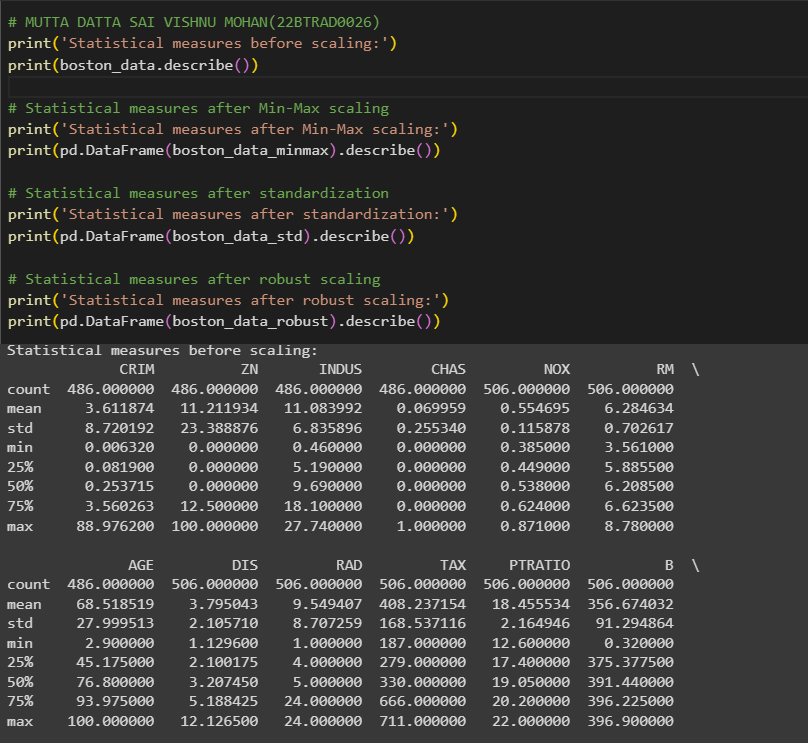 # MUTTA DATTA SAI VISHNU MOHAN(22BTRAD0026)
print('Statistical measures before scaling:')
print(boston_data.describe())
# Statistical measures after Min-Max scaling
print('Statistical measures after Min-Max scaling:')
print(pd.DataFrame(boston_data_minmax).describe())
# Statistical measures after standardization
print('Statistical measures after standardization:')
print(pd.DataFrame(boston_data_std).describe())
# Statistical measures after robust scaling
print('Statistical measures after robust scaling:')
print(pd.DataFrame(boston_data_robust).describe())
Statistical measures before scaling:
CRIM ZN INDUS CHAS NOX RM \
count 486.000000 486.000000 486.000000 486.000000 506.000000 506.000000
mean 3.611874 11.211934 11.083992 0.069959 0.554695 6.284634
std 8.720192 23.388876 6.835896 0.255340 0.115878 0.702617
min 0.006320 0.000000 0.460000 0.000000 0.385000 3.561000
25% 0.081900 0.000000 5.190000 0.000000 0.449000 5.885500
50% 0.253715 0.000000 9.690000 0.000000 0.538000 6.208500
75% 3.560263 12.500000 18.100000 0.000000 0.624000 6.623500
max 88.976200 100.000000 27.740000 1.000000 0.871000 8.780000
AGE DIS RAD TAX PTRATIO B \
count 486.000000 506.000000 506.000000 506.000000 506.000000 506.000000
mean 68.518519 3.795043 9.549407 408.237154 18.455534 356.674032
std 27.999513 2.105710 8.707259 168.537116 2.164946 91.294864
min 2.900000 1.129600 1.000000 187.000000 12.600000 0.320000
25% 45.175000 2.100175 4.000000 279.000000 17.400000 375.377500
50% 76.800000 3.207450 5.000000 330.000000 19.050000 391.440000
75% 93.975000 5.188425 24.000000 666.000000 20.200000 396.225000
max 100.000000 12.126500 24.000000 711.000000 22.000000 396.900000